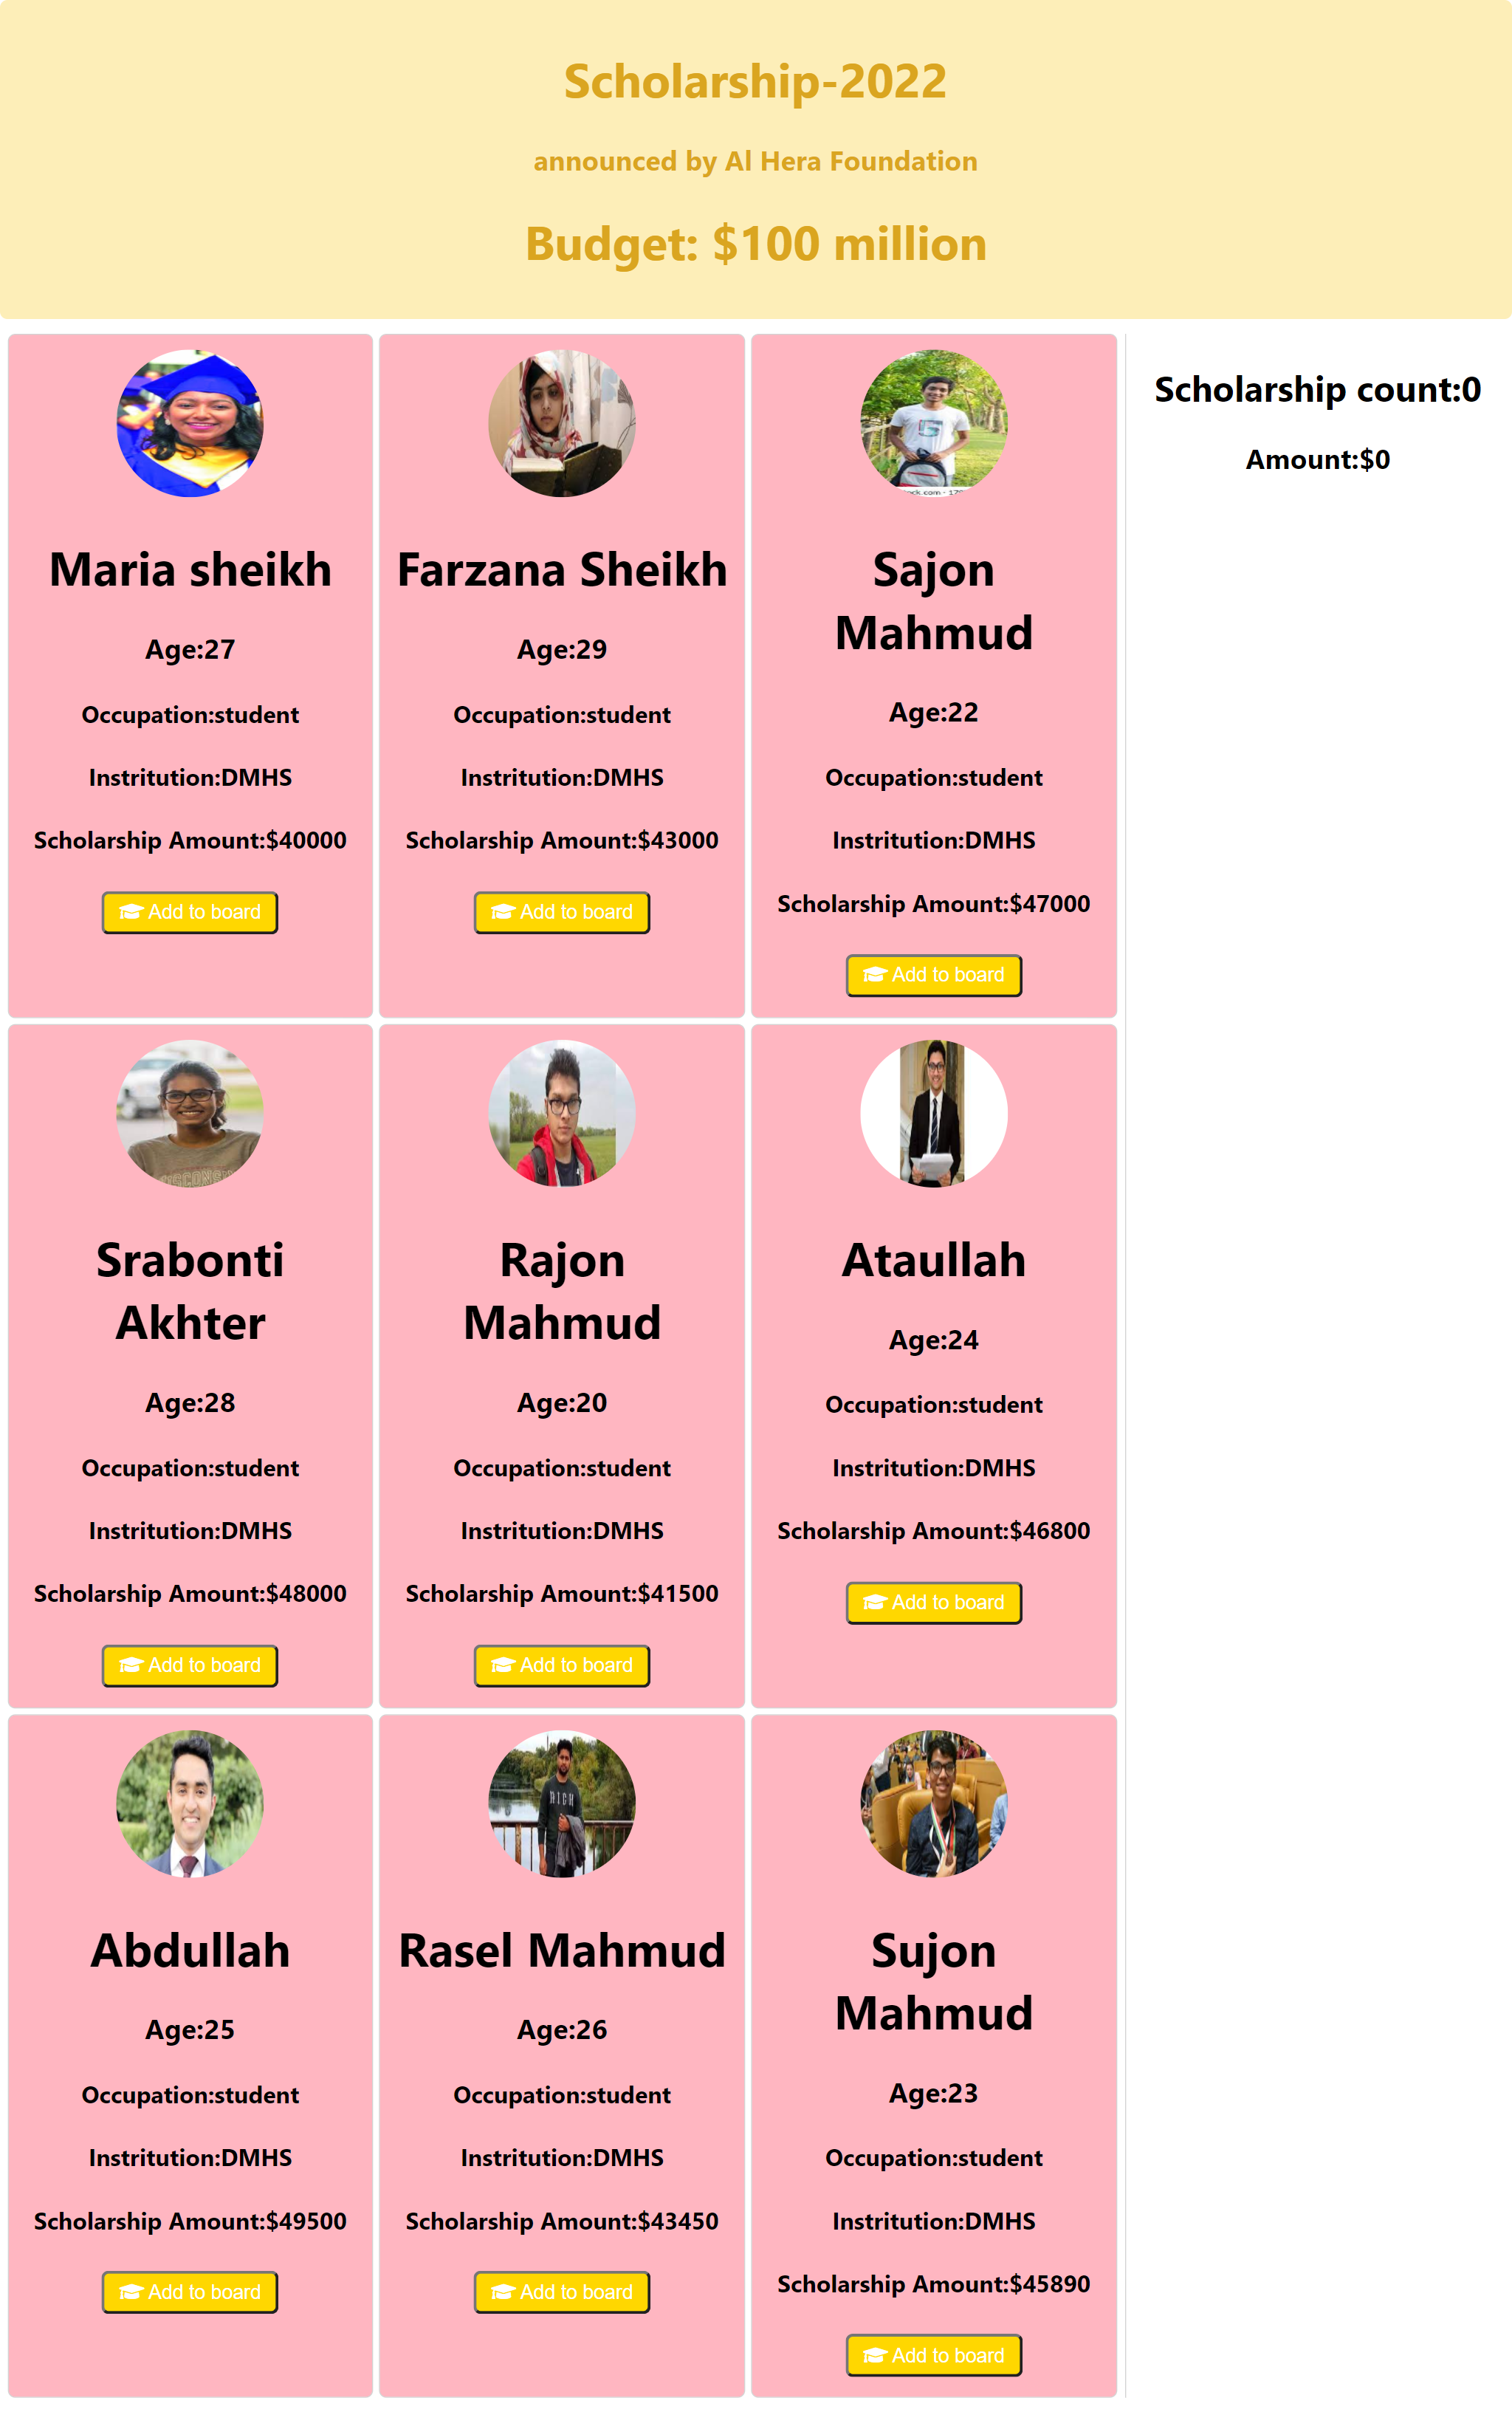 Scholarship-2022
announced by Al Hera Foundation
Budget: $100 million
Maria sheikh
Age:27
Occupation:student
Instritution:DMHS
Scholarship Amount:$40000
Add to board
Farzana Sheikh
Age:29
Occupation:student
Instritution:DMHS
Scholarship Amount:$43000
Add to board
Sajon
Mahmud
Age:22
Occupation:student
Instritution:DMHS
Scholarship Amount:$47000
Add to board
Scholarship count:0
Amount:$0
Srabonti
Akhter
Age:28
Occupation:student
Instritution:DMHS
Scholarship Amount:$48000
Add to board
Rajon
Mahmud
Age:20
Occupation:student
Instritution:DMHS
Scholarship Amount:$41500
Add to board
Ataullah
Age:24
Occupation:student
Instritution:DMHS
Scholarship Amount:$46800
Add to board
Abdullah
Age:25
Occupation:student
Instritution:DMHS
Scholarship Amount:$49500
Add to board
Rasel Mahmud
Age:26
Occupation:student
Instritution:DMHS
Scholarship Amount:$43450
Add to board
Sujon
Mahmud
Age:23
Occupation:student
Instritution:DMHS
Scholarship Amount:$45890
Add to board